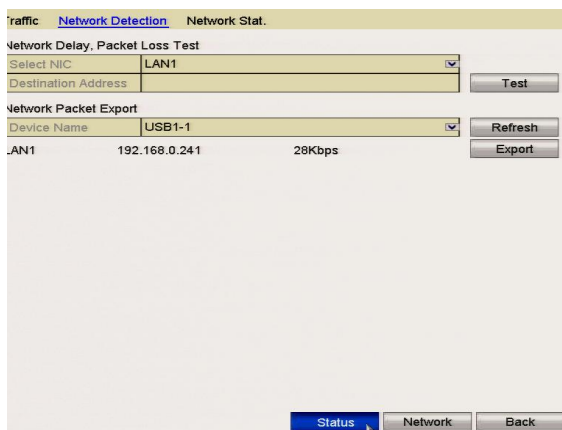 Traffic Network Detection Network Stat.
Network Delay, Packet Loss Test
Select NIC LAN1
Destination Address Test
Network Packet Export
Device Name USB1-1 Refresh
LAN1 192.168.0.241 28Kbps Export
Status Network Back